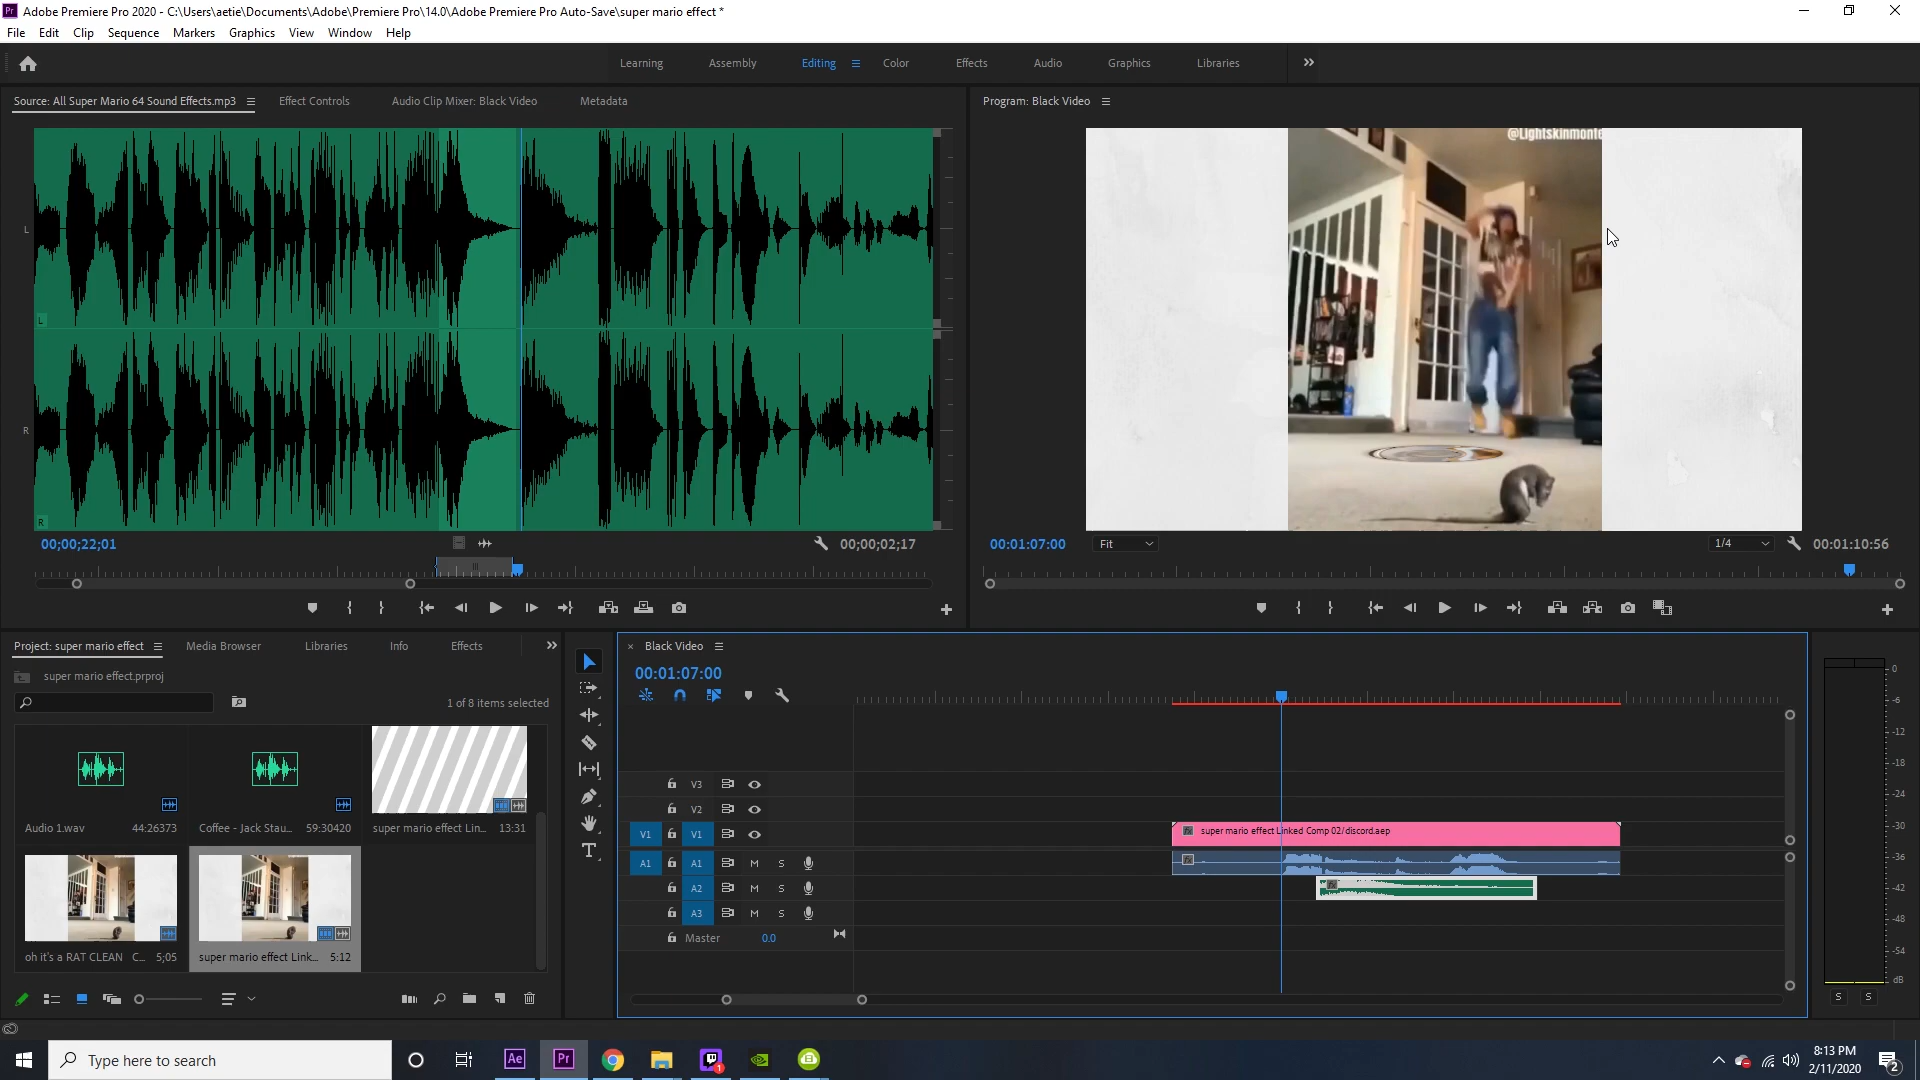 Adobe Premiere Pro 2020 - C:\Users\aetie\Documents\Adobe\Premiere Pro\14.0\Adobe Premiere Pro Auto-Save\super mario effect *
File Edit Clip Sequence Markers Graphics View Window Help
Learning Assembly Editing Color Effects Audio Graphics Libraries
Source: All Super Mario 64 Sound Effects.mp3 Effect Controls Audio Clip Mixer: Black Video Metadata
Program: Black Video
@Lightskinmonte
L
L
R
R
00;00;22;01
00;00;02;17
00:01:07:00 Fit 1/4 00:01:10:56
Project: super mario effect Media Browser Libraries Info Effects
super mario effect.prproj
1 of 8 items selected
Audio 1.wav 44:26373
Coffee - Jack Stau... 59:30420
super mario effect Lin... 13:31
oh it's a RAT CLEAN C... 5;05
super mario effect Link... 5:12
Black Video
00:01:07:00
V3
V2
V1 V1
super mario effect Linked Comp 02/discord.aep
A1 A1 M S
A2 M S
A3 M S
Master 0.0
0
-6
-12
-18
-24
-30
-36
-42
-48
-54
dB
S S
Type here to search
Ae
Pr
1
8:13 PM
2/11/2020
2